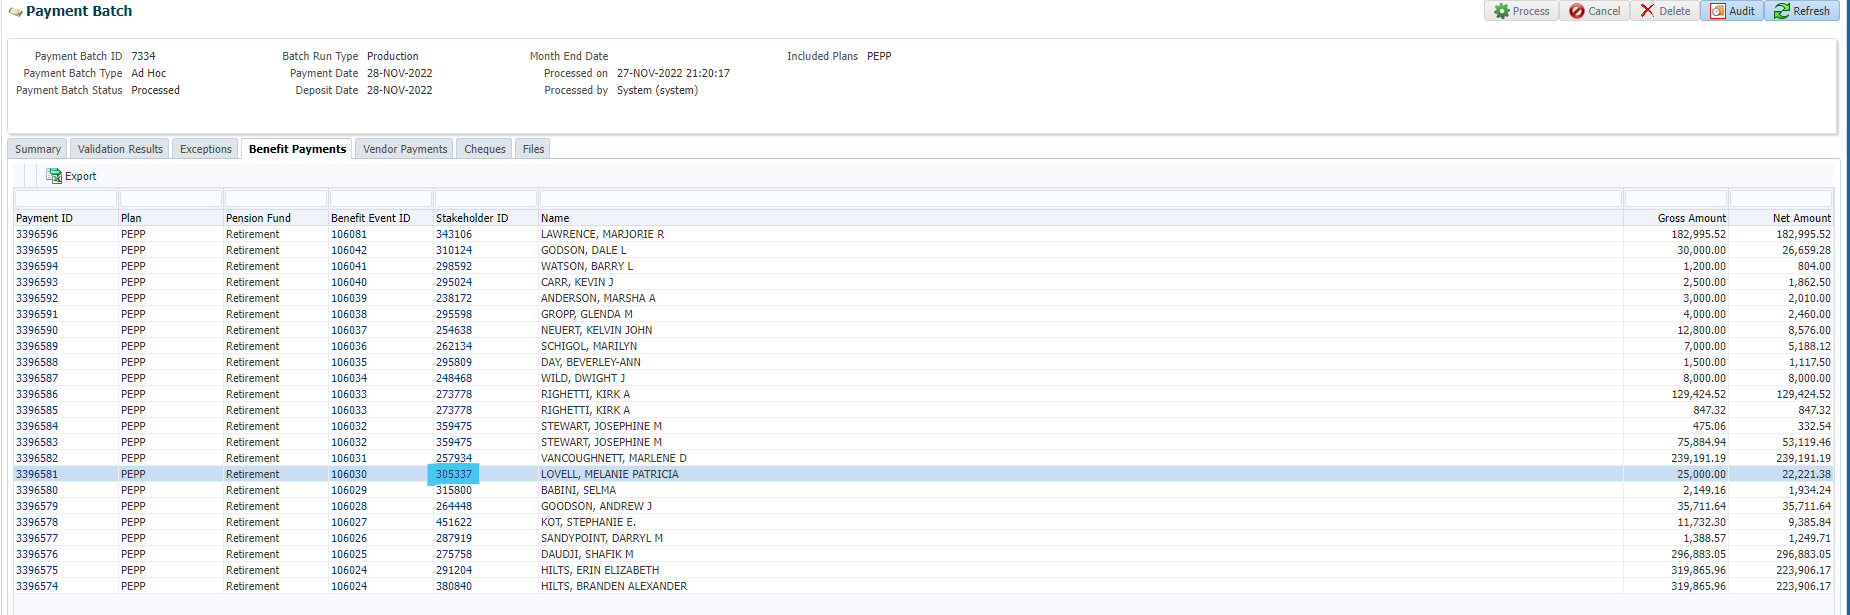 Payment Batch
Process Cancel Delete Audit Refresh
Payment Batch ID 7334 Batch Run Type Production Month End Date Included Plans PEPP
Payment Batch Type Ad Hoc Payment Date 28-NOV-2022 Processed on 27-NOV-2022 21:20:17
Payment Batch Status Processed Deposit Date 28-NOV-2022 Processed by System (system)
Summary Validation Results Exceptions Benefit Payments Vendor Payments Cheques Files
Export
Payment ID Plan Pension Fund Benefit Event ID Stakeholder ID Name Gross Amount Net Amount
3396596 PEPP Retirement 106081 343106 LAWRENCE, MARJORIE R 182,995.52 182,995.52
3396595 PEPP Retirement 106042 310124 GODSON, DALE L 30,000.00 26,659.28
3396594 PEPP Retirement 106041 298592 WATSON, BARRY L 1,200.00 804.00
3396593 PEPP Retirement 106040 295024 CARR, KEVIN J 2,500.00 1,862.50
3396592 PEPP Retirement 106039 238172 ANDERSON, MARSHA A 3,000.00 2,010.00
3396591 PEPP Retirement 106038 295598 GROPP, GLENDA M 4,000.00 2,460.00
3396590 PEPP Retirement 106037 254638 NEUERT, KELVIN JOHN 12,800.00 8,576.00
3396589 PEPP Retirement 106036 262134 SCHIGOL, MARILYN 7,000.00 5,188.12
3396588 PEPP Retirement 106035 295809 DAY, BEVERLEY-ANN 1,500.00 1,117.50
3396587 PEPP Retirement 106034 248468 WILD, DWIGHT J 8,000.00 8,000.00
3396586 PEPP Retirement 106033 273778 RIGHETTI, KIRK A 129,424.52 129,424.52
3396585 PEPP Retirement 106033 273778 RIGHETTI, KIRK A 847.32 847.32
3396584 PEPP Retirement 106032 359475 STEWART, JOSEPHINE M 475.06 332.54
3396583 PEPP Retirement 106032 359475 STEWART, JOSEPHINE M 75,884.94 53,119.46
3396582 PEPP Retirement 106031 257934 VANCOUGHNETT, MARLENE D 239,191.19 239,191.19
3396581 PEPP Retirement 106030 305337 LOVELL, MELANIE PATRICIA 25,000.00 22,221.38
3396580 PEPP Retirement 106029 315800 BABINI, SELMA 2,149.16 1,934.24
3396579 PEPP Retirement 106028 264448 GOODSON, ANDREW J 35,711.64 35,711.64
3396578 PEPP Retirement 106027 451622 KOT, STEPHANIE E. 11,732.30 9,385.84
3396577 PEPP Retirement 106026 287919 SANDYPOINT, DARRYL M 1,388.57 1,249.71
3396576 PEPP Retirement 106025 275758 DAUDJI, SHAFIK M 296,883.05 296,883.05
3396575 PEPP Retirement 106024 291204 HILTS, ERIN ELIZABETH 319,865.96 223,906.17
3396574 PEPP Retirement 106024 380840 HILTS, BRANDEN ALEXANDER 319,865.96 223,906.17